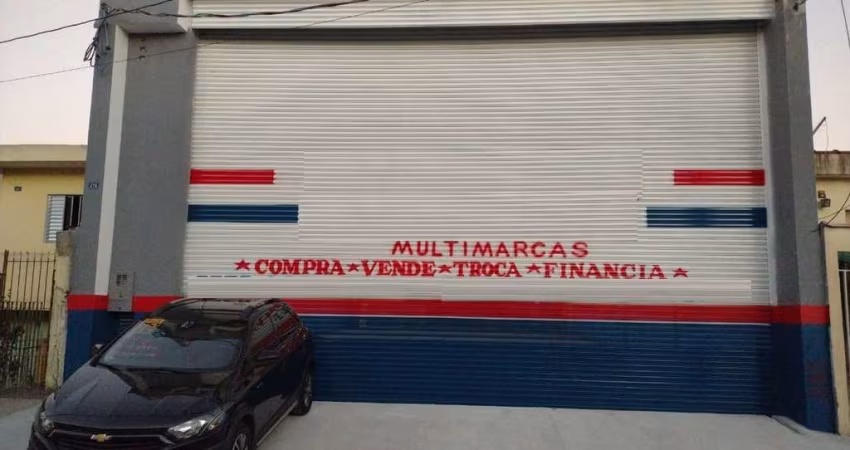 MULTIMARCAS
★COMPRA★VENDE★TROCA★FINANCIA★